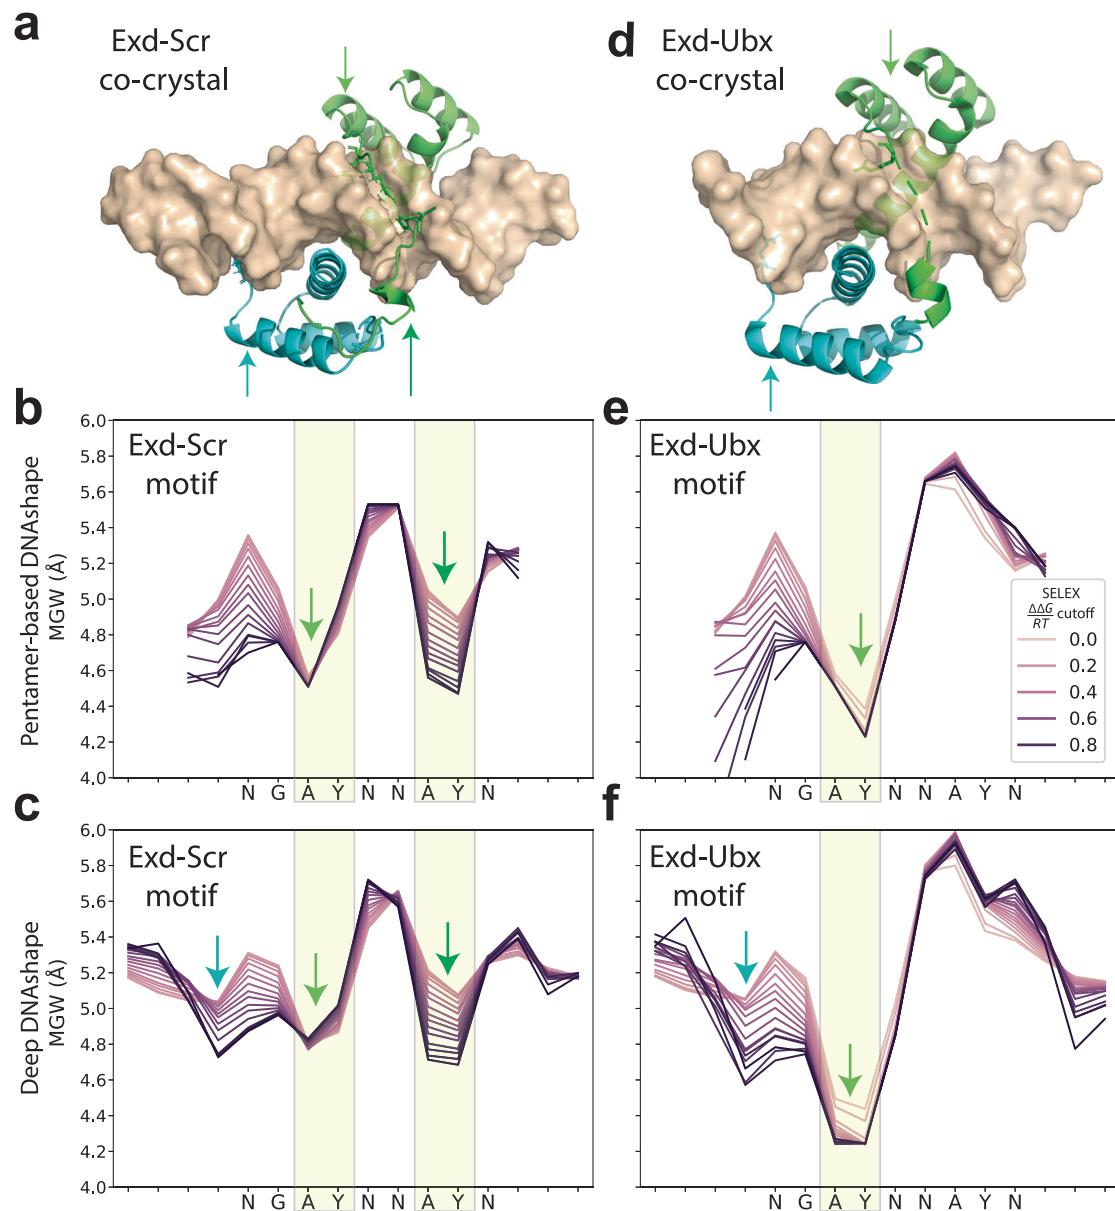 a
Exd-Scr
co-crystal
d
Exd-Ubx
co-crystal
b
Exd-Scr
motif
Pentamer-based DNAshape
MGW (Å)
6.0
5.8
5.6
5.4
5.2
5.0
4.8
4.6
4.4
4.2
4.0
N G A Y N N A Y N
e
Exd-Ubx
motif
SELEX
ΔΔG
RT
cutoff
0.0
0.2
0.4
0.6
0.8
N G A Y N N A Y N
c
Exd-Scr
motif
Deep DNAshape
MGW (Å)
6.0
5.8
5.6
5.4
5.2
5.0
4.8
4.6
4.4
4.2
4.0
N G A Y N N A Y N
f
Exd-Ubx
motif
N G A Y N N A Y N